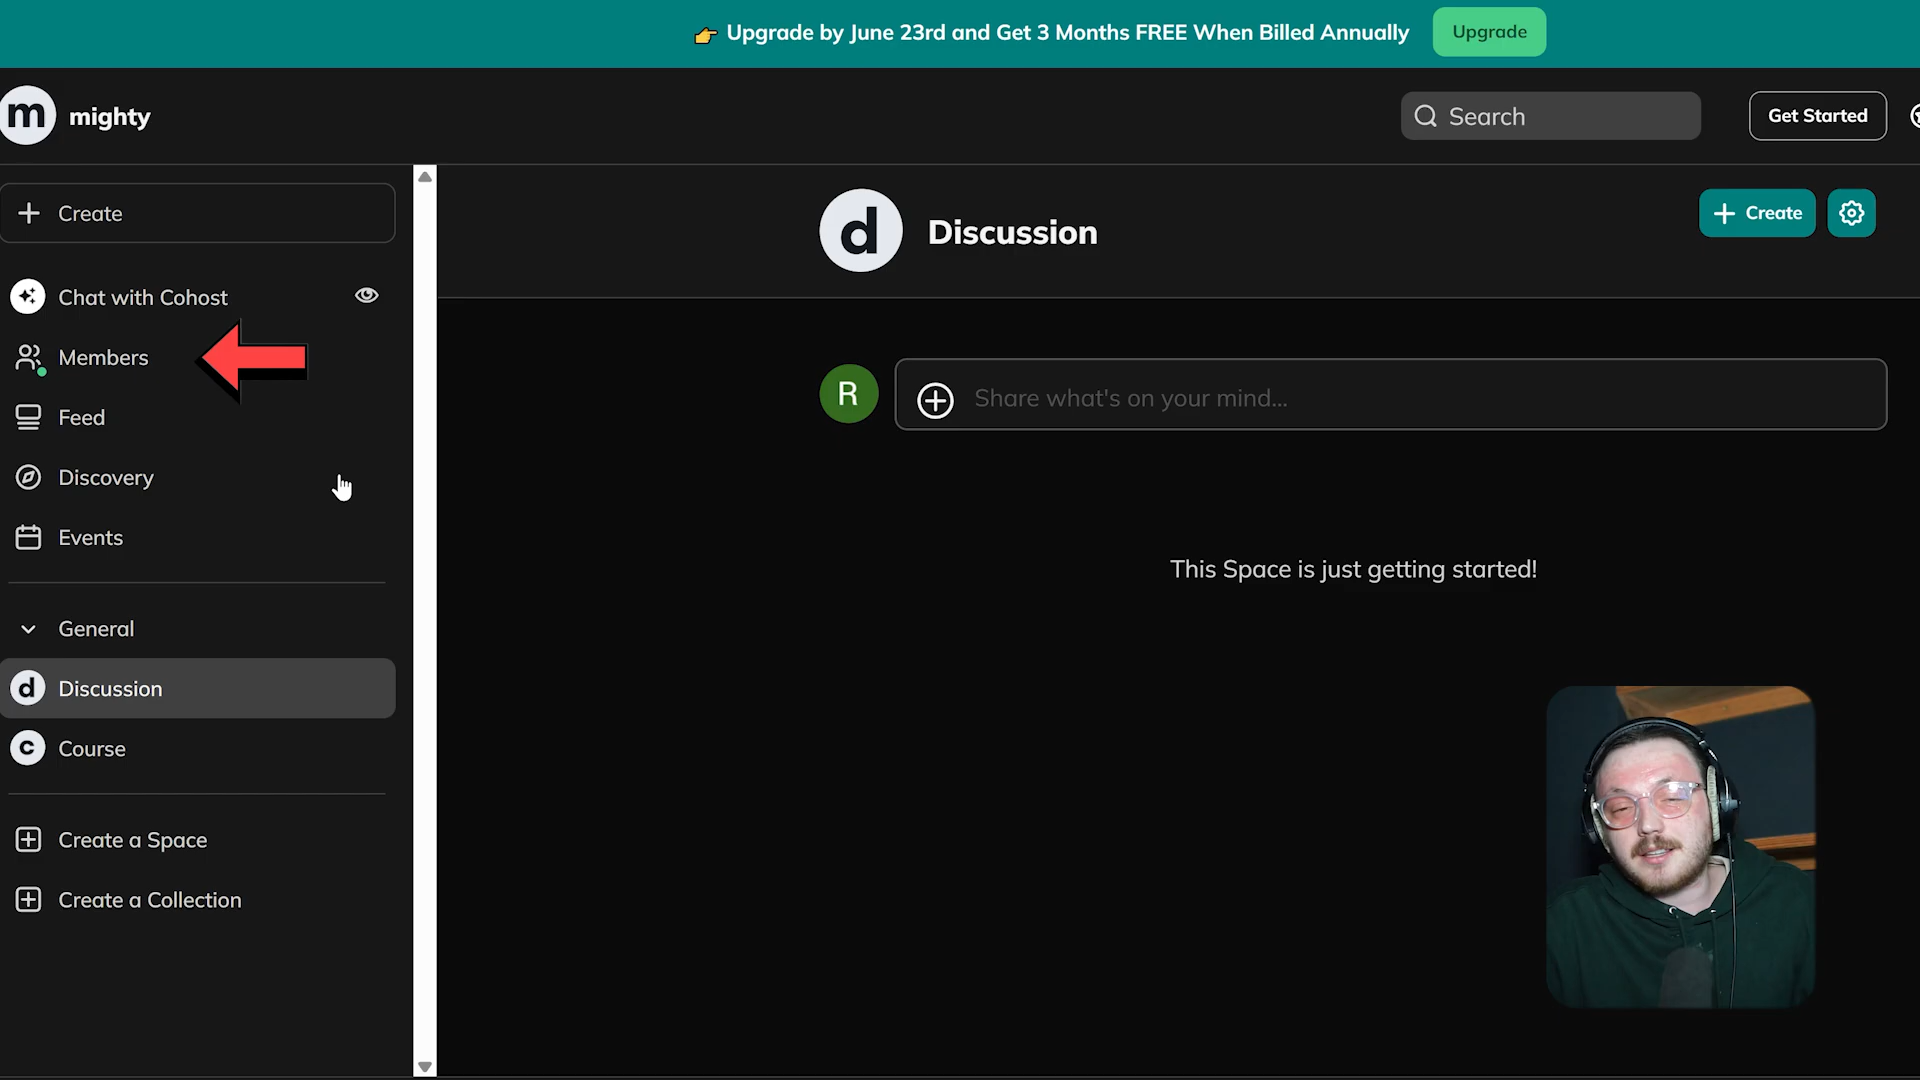 Upgrade by June 23rd and Get 3 Months FREE When Billed Annually
Upgrade
m
mighty
Search
Get Started
Create
Chat with Cohost
Members
Feed
Discovery
Events
General
d
Discussion
c
Course
Create a Space
Create a Collection
d
Discussion
Create
R
Share what's on your mind...
This Space is just getting started!